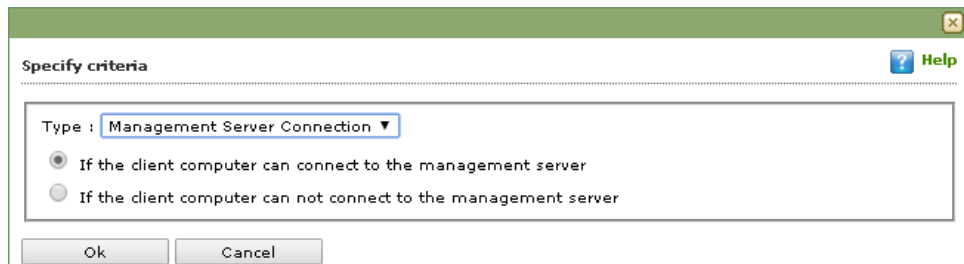 Specify criteria
? Help
Type : Management Server Connection
If the client computer can connect to the management server
If the client computer can not connect to the management server
Ok Cancel